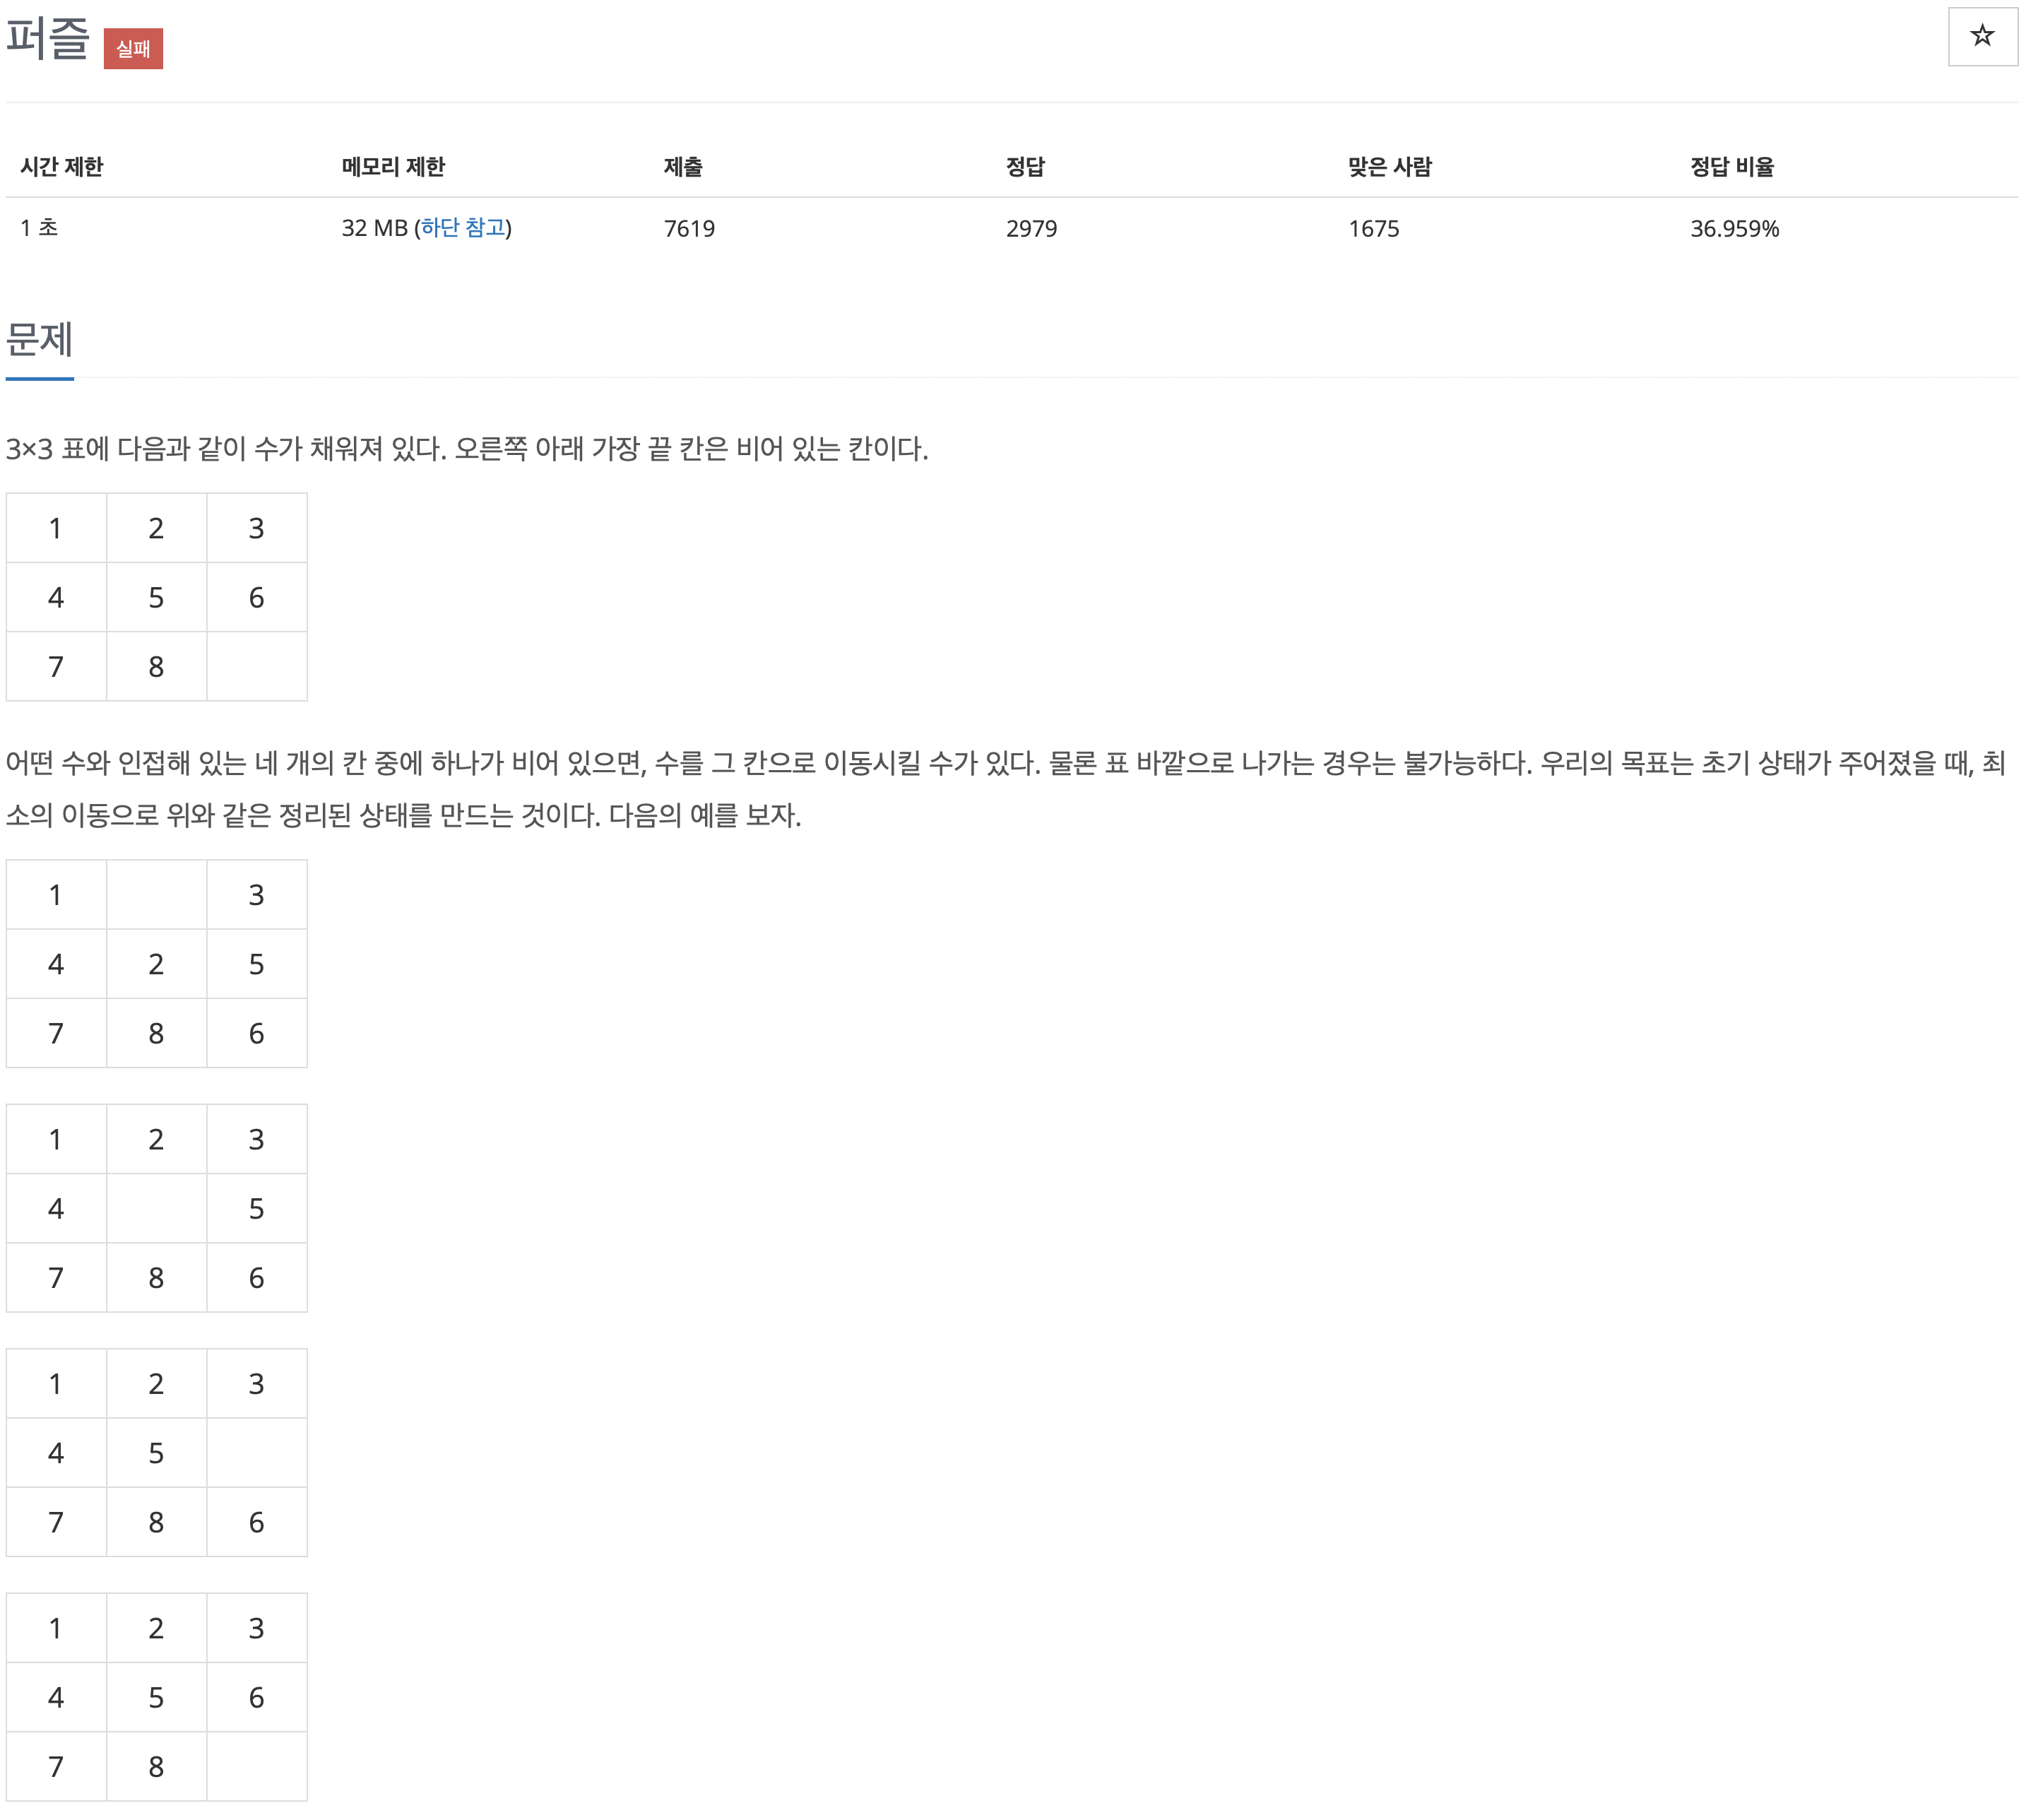 퍼즐 실패
☆
시간 제한 메모리 제한 제출 정답 맞은 사람 정답 비율
1 초 32 MB (하단 참고) 7619 2979 1675 36.959%
문제
3×3 표에 다음과 같이 수가 채워져 있다. 오른쪽 아래 가장 끝 칸은 비어 있는 칸이다.
1 2 3
4 5 6
7 8
어떤 수와 인접해 있는 네 개의 칸 중에 하나가 비어 있으면, 수를 그 칸으로 이동시킬 수가 있다. 물론 표 바깥으로 나가는 경우는 불가능하다. 우리의 목표는 초기 상태가 주어졌을 때, 최
소의 이동으로 위와 같은 정리된 상태를 만드는 것이다. 다음의 예를 보자.
1 3
4 2 5
7 8 6
1 2 3
4 5
7 8 6
1 2 3
4 5
7 8 6
1 2 3
4 5 6
7 8